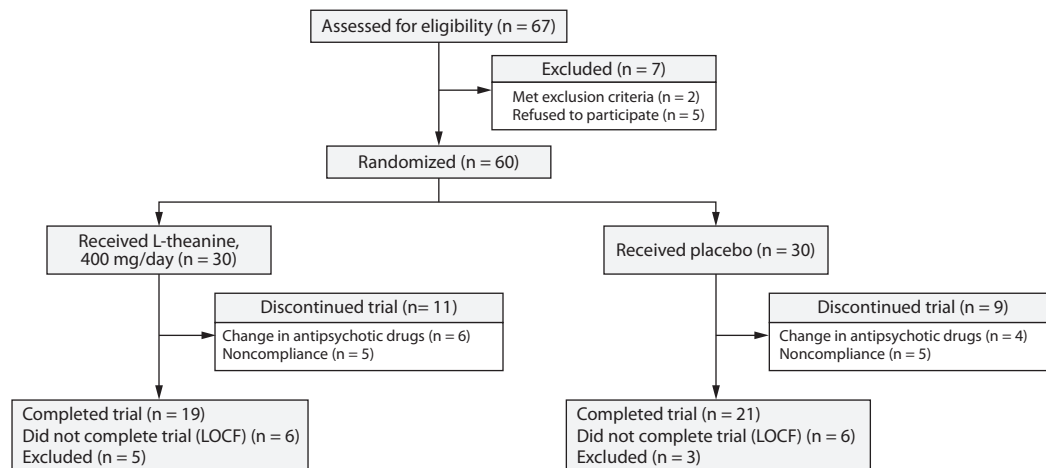 Assessed for eligibility (n = 67)
Excluded (n = 7)
Met exclusion criteria (n = 2)
Refused to participate (n = 5)
Randomized (n = 60)
Received L-theanine,
400 mg/day (n = 30)
Received placebo (n = 30)
Discontinued trial (n= 11)
Change in antipsychotic drugs (n = 6)
Noncompliance (n = 5)
Discontinued trial (n = 9)
Change in antipsychotic drugs (n = 4)
Noncompliance (n = 5)
Completed trial (n = 19)
Did not complete trial (LOCF) (n = 6)
Excluded (n = 5)
Completed trial (n = 21)
Did not complete trial (LOCF) (n = 6)
Excluded (n = 3)